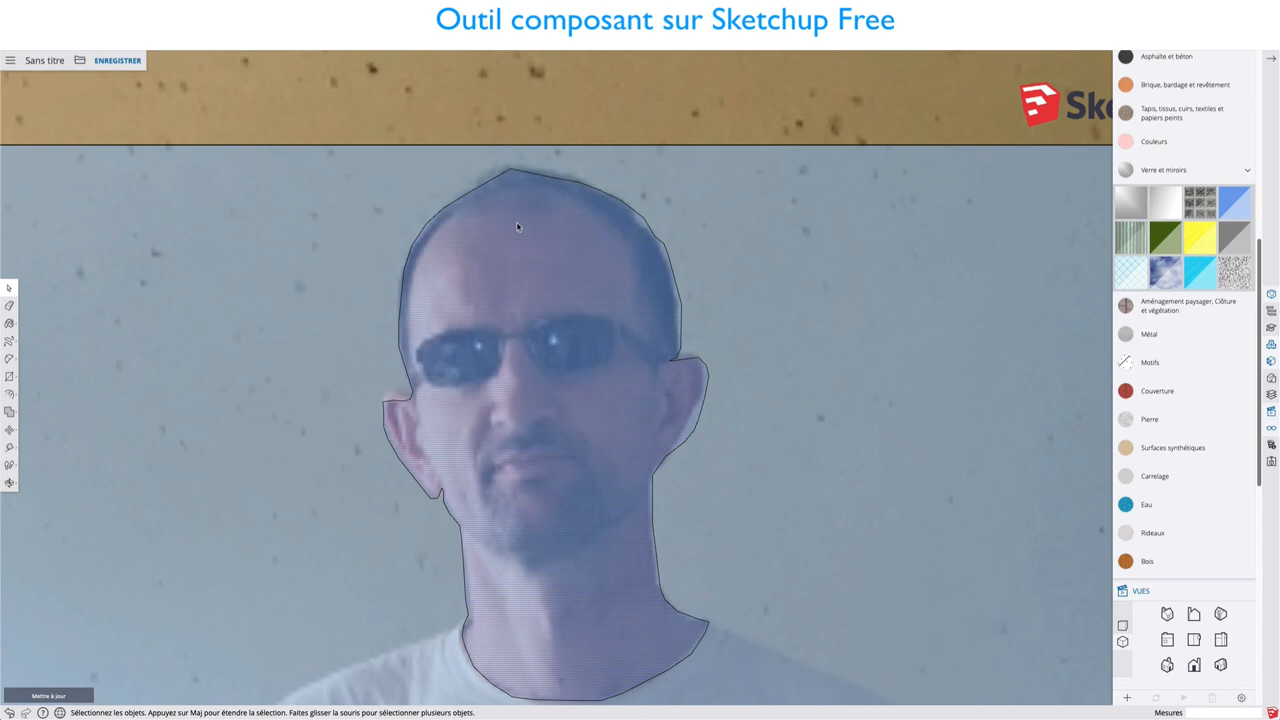 Outil composant sur Sketchup Free
Sans titre
ENREGISTRER
Ske
Asphalte et béton
Brique, bardage et revêtement
Tapis, tissus, cuirs, textiles et
papiers peints
Couleurs
Verre et miroirs
Aménagement paysager, Clôture
et végétation
Métal
Motifs
Couverture
Pierre
Surfaces synthétiques
Carrelage
Eau
Rideaux
Bois
VUES
Mettre à jour
Sélectionnez les objets. Appuyez sur Maj pour étendre la sélection. Faites glisser la souris pour sélectionner plusieurs objets.
Mesures